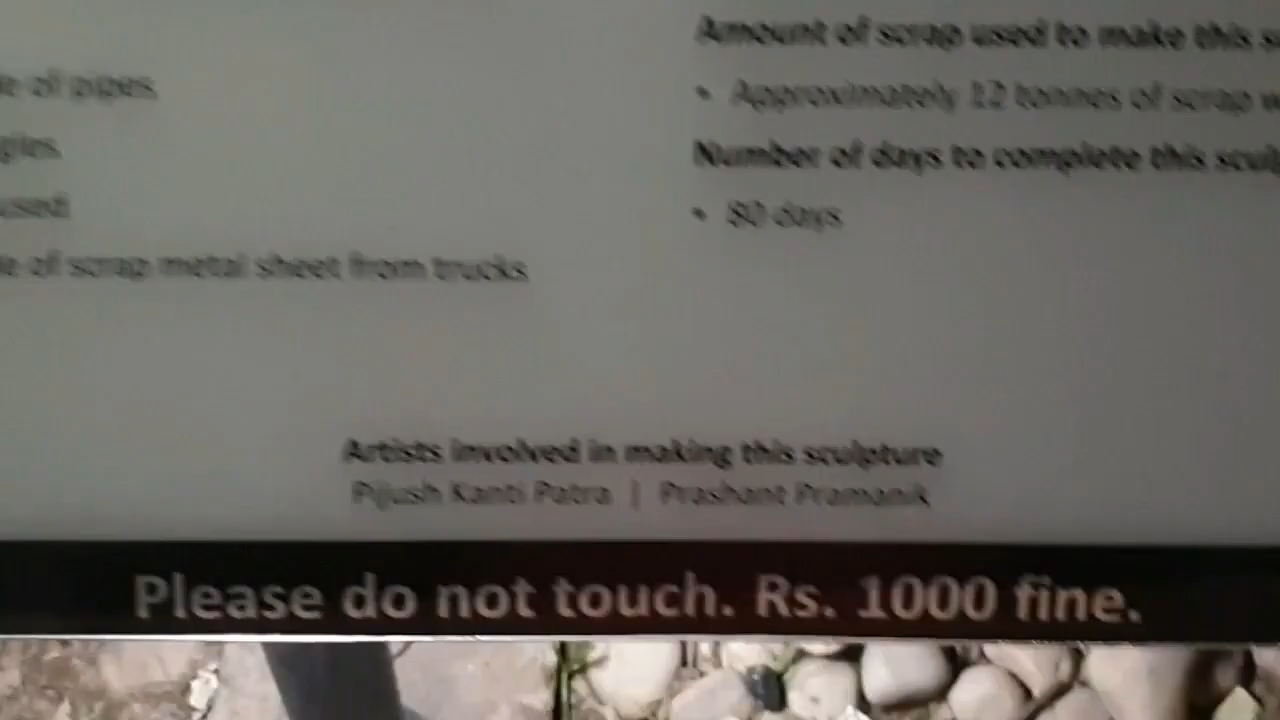 of pipes
used
of scrap metal sheet from trucks
Amount of scrap used to make this
• Approximately 12 tonnes of scrap
Number of days to complete this
• 80 days
Artists involved in making this sculpture
Pijush Kanti Patra | Prashant Pramanik
Please do not touch. Rs. 1000 fine.